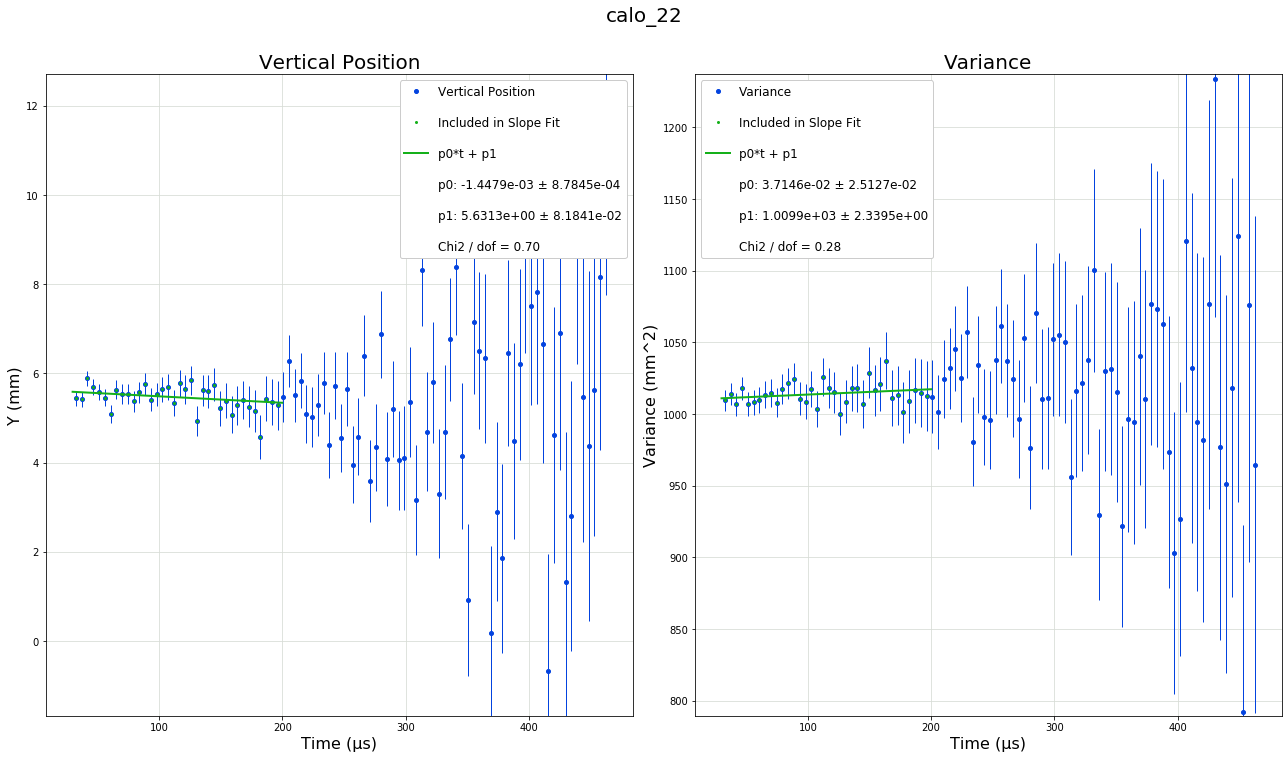 calo_22
Vertical Position
Vertical Position
Included in Slope Fit
p0*t + p1
p0: -1.4479e-03 ± 8.7845e-04
p1: 5.6313e+00 ± 8.1841e-02
Chi2 / dof = 0.70
Y (mm)
12
10
8
6
4
2
0
100
200
300
400
Time (μs)
Variance
Variance
Included in Slope Fit
p0*t + p1
p0: 3.7146e-02 ± 2.5127e-02
p1: 1.0099e+03 ± 2.3395e+00
Chi2 / dof = 0.28
Variance (mm^2)
1200
1150
1100
1050
1000
950
900
850
800
100
200
300
400
Time (μs)